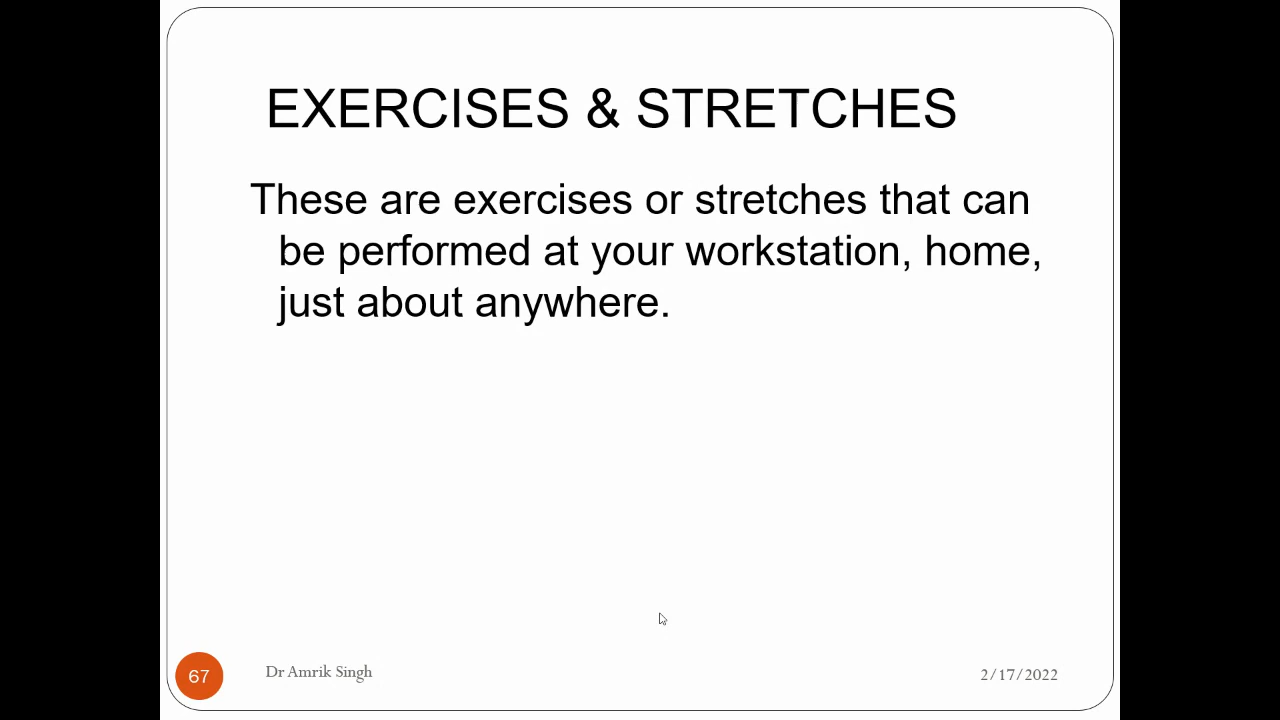 EXERCISES & STRETCHES
These are exercises or stretches that can
be performed at your workstation, home,
just about anywhere.
67
Dr Amrik Singh
2/17/2022